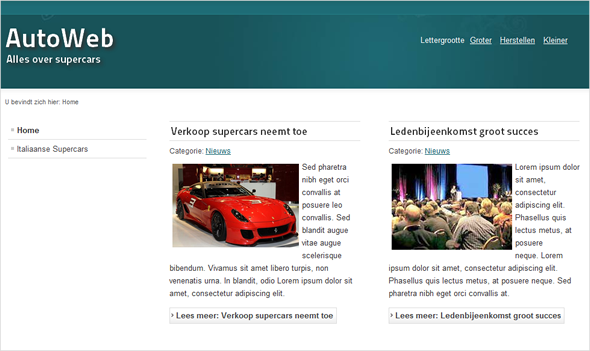 AutoWeb
Alles over supercars
Lettergrootte Groter Herstellen Kleiner
U bevindt zich hier: Home
Home
Italiaanse Supercars
Verkoop supercars neemt toe
Categorie: Nieuws
Sed pharetra
nibh eget orci
convallis at
posuere leo
convallis. Sed
blandit augue
vitae augue
scelerisque
bibendum. Vivamus sit amet libero turpis, non
venenatis urna. In blandit, odio Lorem ipsum dolor sit
amet, consectetur adipiscing elit.
Lees meer: Verkoop supercars neemt toe
Ledenbijeenkomst groot succes
Categorie: Nieuws
Lorem ipsum dolor
sit amet,
consectetur
adipiscing elit.
Phasellus quis
lectus metus, at
posuere
neque. Lorem
ipsum dolor sit amet, consectetur adipiscing elit.
Phasellus quis lectus metus, at posuere neque. Sed
pharetra nibh eget orci convallis at.
Lees meer: Ledenbijeenkomst groot succes